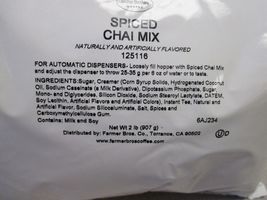 SPICED
CHAI MIX
NATURALLY AND ARTIFICIALLY FLAVORED
125116
FOR AUTOMATIC DISPENSERS- Loosely fill hopper with Spiced Chai Mix
and adjust the dispenser to throw 25-35 g per 6 oz of water or to taste.
INGREDIENTS: Sugar, Creamer (Corn Syrup Solids, Hydrogenated Coconut
Oil, Sodium Caseinate (a Milk Derivative), Dipotassium Phosphate, Sugar,
Mono- and Diglycerides, Silicon Dioxide, Sodium Stearoyl Lactylate, DATEM,
Soy Lecithin, Artificial Flavors and Artificial Colors), Instant Tea, Natural and
Artificial Flavors, Sodium Silicoaluminate, Salt, Spices and
Carboxymethylcellulose Gum.
Contains: Milk and Soy
6AJ234
Net Wt 2 lb (907 g)
Distributed by: Farmer Bros. Co., Torrance, CA 90502
www.farmerbroscoffee.com
U D